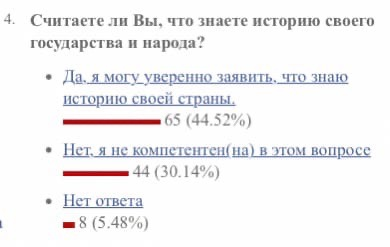 4. Считаете ли Вы, что знаете историю своего
государства и народа?
• Да, я могу уверенно заявить, что знаю
историю своей страны.
65 (44.52%)
• Нет, я не компетентен(на) в этом вопросе
44 (30.14%)
• Нет ответа
8 (5.48%)